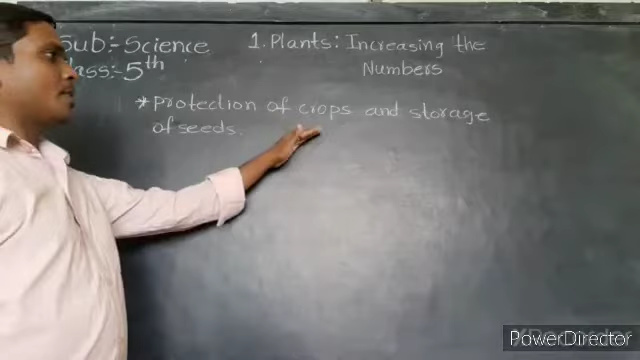 Sub:- Science
Class:- 5th
1. Plants: Increasing the
Numbers
*Protection of crops and storage
of seeds.
PowerDirector